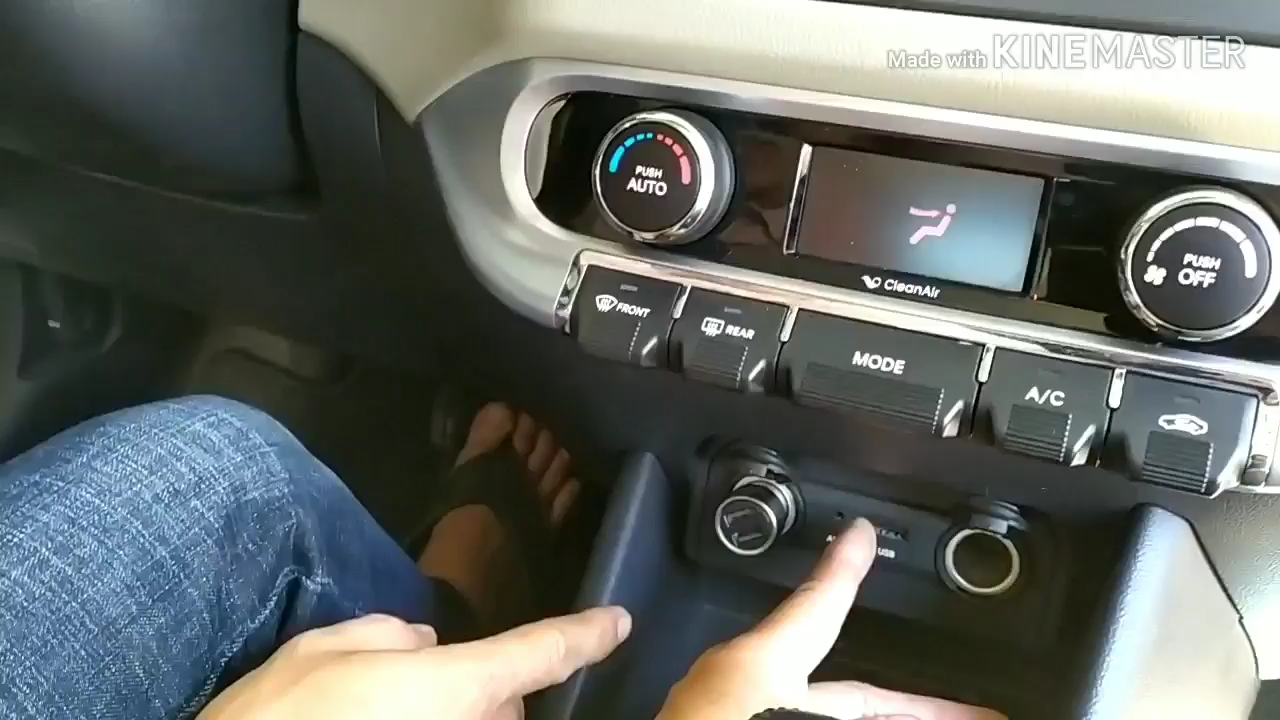 Made with KINEMASTER
PUSH
AUTO
PUSH
OFF
CleanAir
FRONT
REAR
MODE
A/C
USB